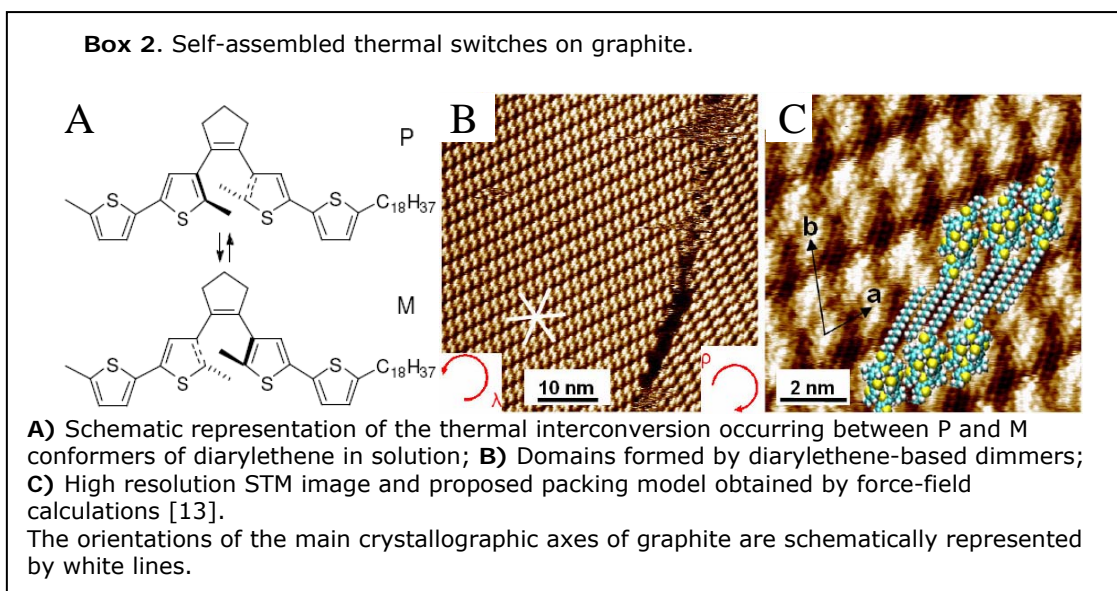 Box 2. Self-assembled thermal switches on graphite.
A
P
S
S
S
S
C18H37
M
S
S
S
S
C18H37
B
λ
10 nm
ρ
C
b
a
2 nm
A) Schematic representation of the thermal interconversion occurring between P and M
conformers of diarylethene in solution; B) Domains formed by diarylethene-based dimmers;
C) High resolution STM image and proposed packing model obtained by force-field
calculations [13].
The orientations of the main crystallographic axes of graphite are schematically represented
by white lines.